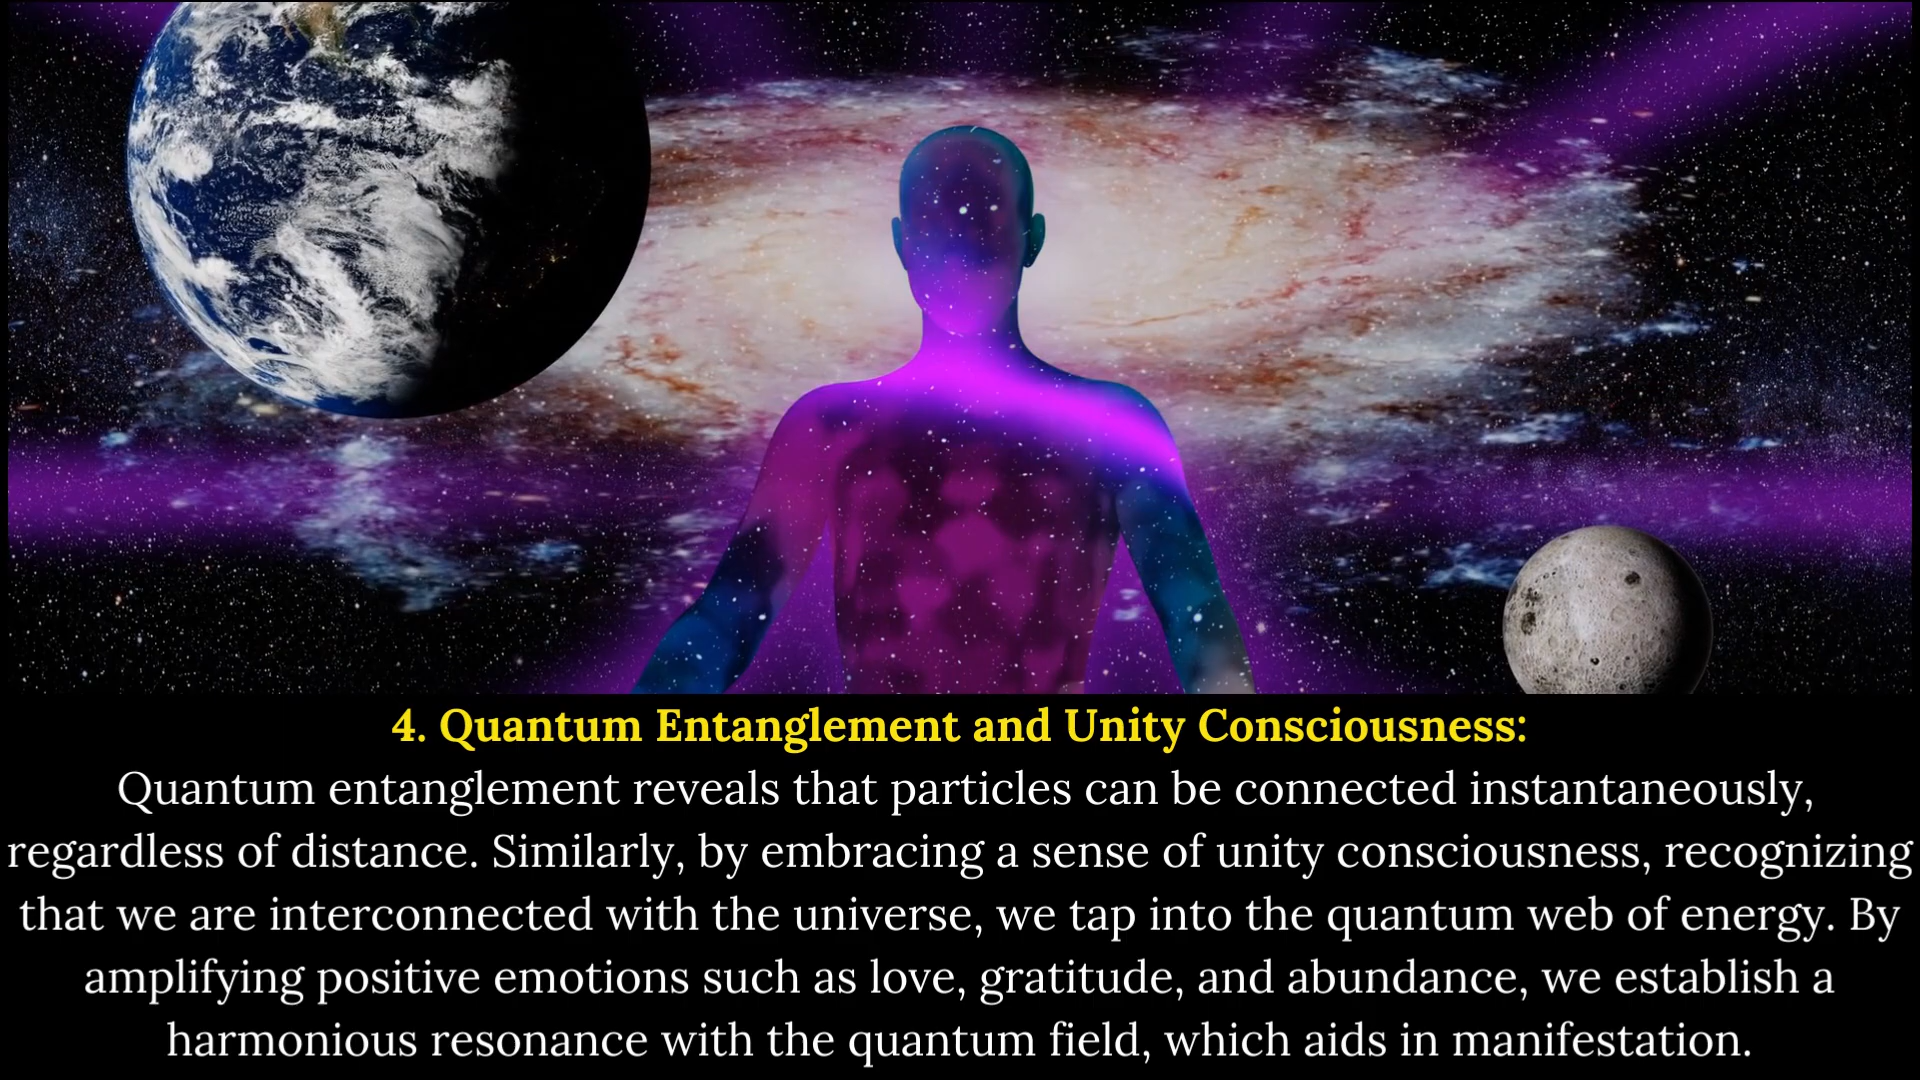 4. Quantum Entanglement and Unity Consciousness:
Quantum entanglement reveals that particles can be connected instantaneously,
regardless of distance. Similarly, by embracing a sense of unity consciousness, recognizing
that we are interconnected with the universe, we tap into the quantum web of energy. By
amplifying positive emotions such as love, gratitude, and abundance, we establish a
harmonious resonance with the quantum field, which aids in manifestation.